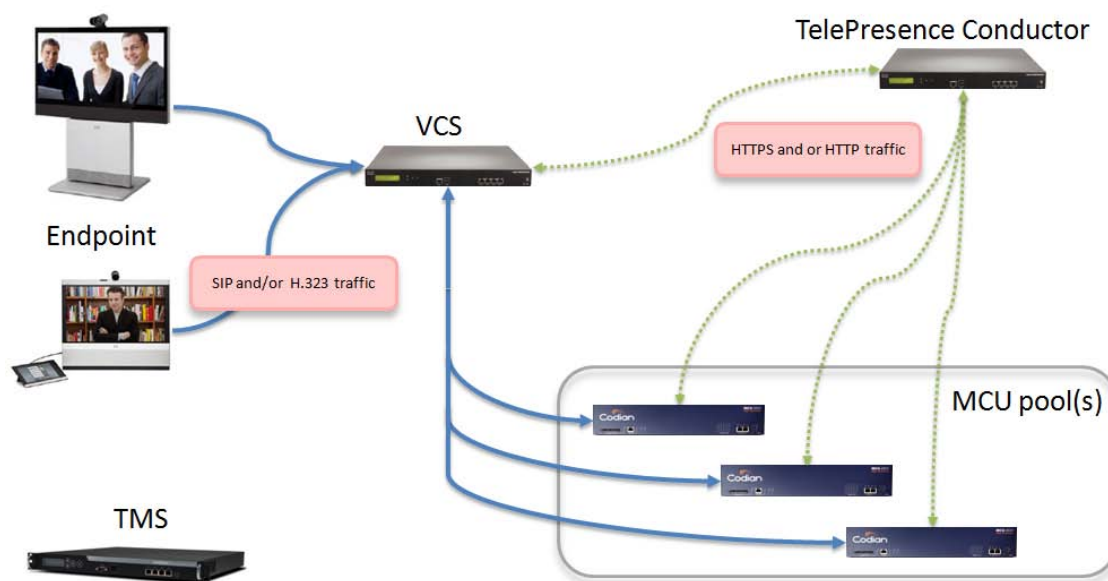 TelePresence Conductor
VCS
HTTPS and or HTTP traffic
Endpoint
SIP and/or H.323 traffic
MCU pool(s)
Codian
Codian
Codian
TMS